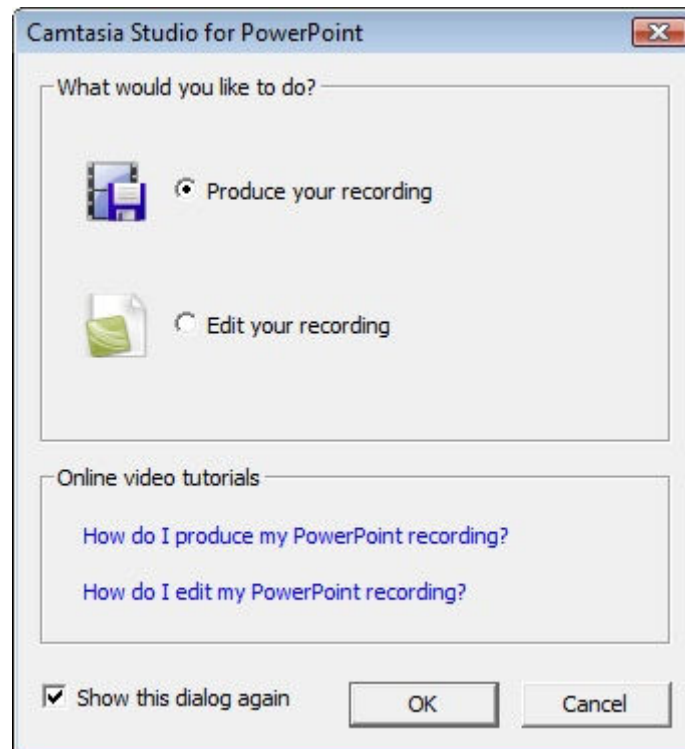 Camtasia Studio for PowerPoint
What would you like to do?
Produce your recording
Edit your recording
Online video tutorials
How do I produce my PowerPoint recording?
How do I edit my PowerPoint recording?
Show this dialog again
OK
Cancel